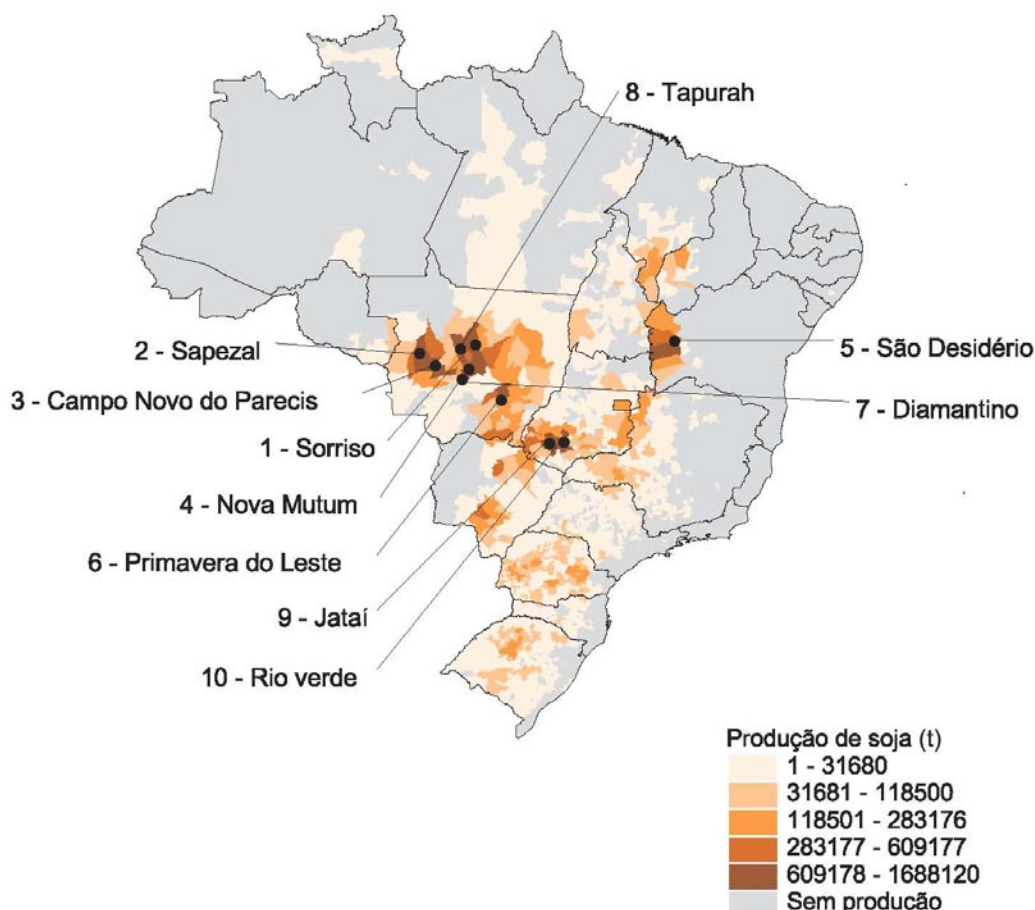 8 - Tapurah
2 - Sapezal
5 - São Desidério
3 - Campo Novo do Parecis
7 - Diamantino
1 - Sorriso
4 - Nova Mutum
6 - Primavera do Leste
9 - Jataí
10 - Rio verde
Produção de soja (t)
1 - 31680
31681 - 118500
118501 - 283176
283177 - 609177
609178 - 1688120
Sem produção